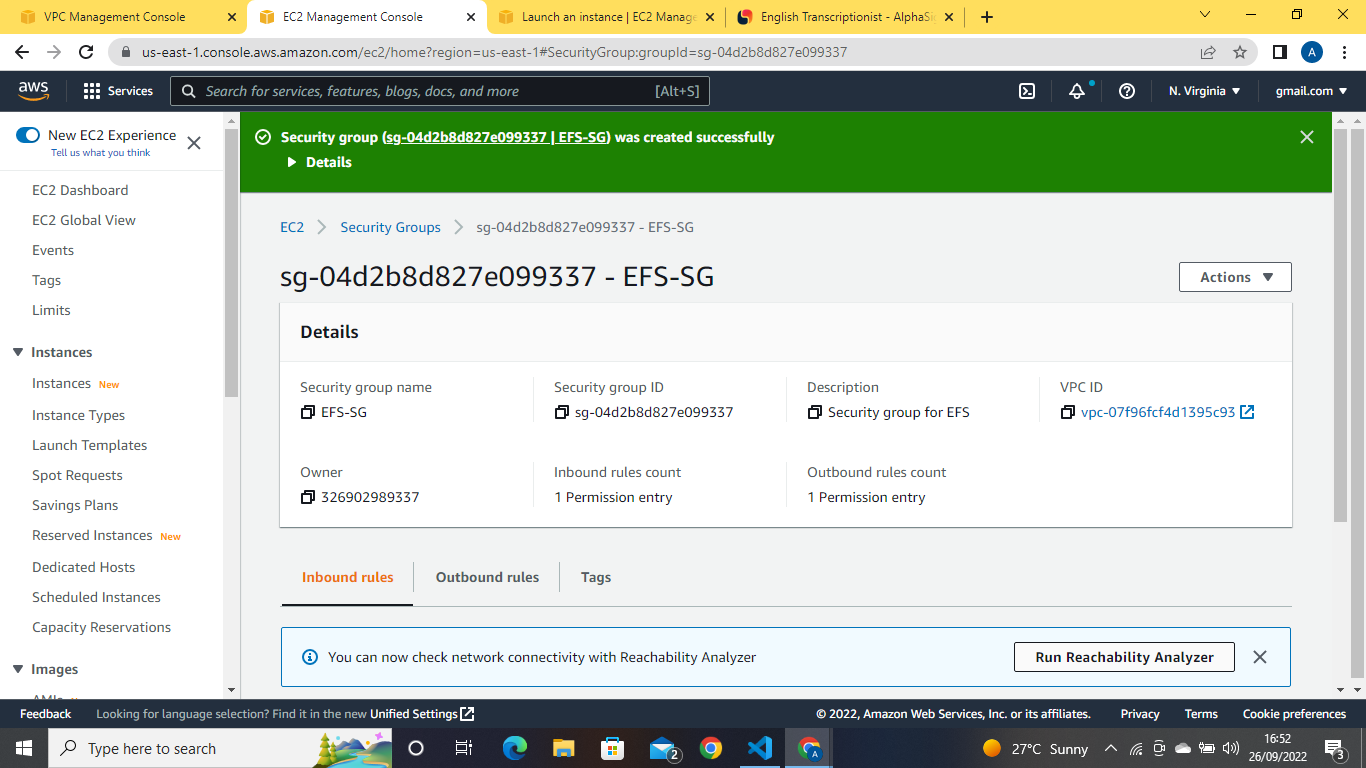 VPC Management Console
EC2 Management Console
Launch an instance | EC2 Manage
English Transcriptionist - AlphaSi
us-east-1.console.aws.amazon.com/ec2/home?region=us-east-1#SecurityGroup:groupId=sg-04d2b8d827e099337
A
aws
Services
Search for services, features, blogs, docs, and more
[Alt+S]
N. Virginia
gmail.com
New EC2 Experience
Tell us what you think
EC2 Dashboard
EC2 Global View
Events
Tags
Limits
Instances
Instances New
Instance Types
Launch Templates
Spot Requests
Savings Plans
Reserved Instances New
Dedicated Hosts
Scheduled Instances
Capacity Reservations
Images
Security group (sg-04d2b8d827e099337 | EFS-SG) was created successfully
Details
EC2
Security Groups
sg-04d2b8d827e099337 - EFS-SG
sg-04d2b8d827e099337 - EFS-SG
Actions
Details
Security group name
EFS-SG
Security group ID
sg-04d2b8d827e099337
Description
Security group for EFS
VPC ID
vpc-07f96fcf4d1395c93
Owner
326902989337
Inbound rules count
1 Permission entry
Outbound rules count
1 Permission entry
Inbound rules
Outbound rules
Tags
You can now check network connectivity with Reachability Analyzer
Run Reachability Analyzer
Feedback
Looking for language selection? Find it in the new Unified Settings
© 2022, Amazon Web Services, Inc. or its affiliates.
Privacy
Terms
Cookie preferences
Type here to search
2
A
27°C Sunny
16:52
26/09/2022
3